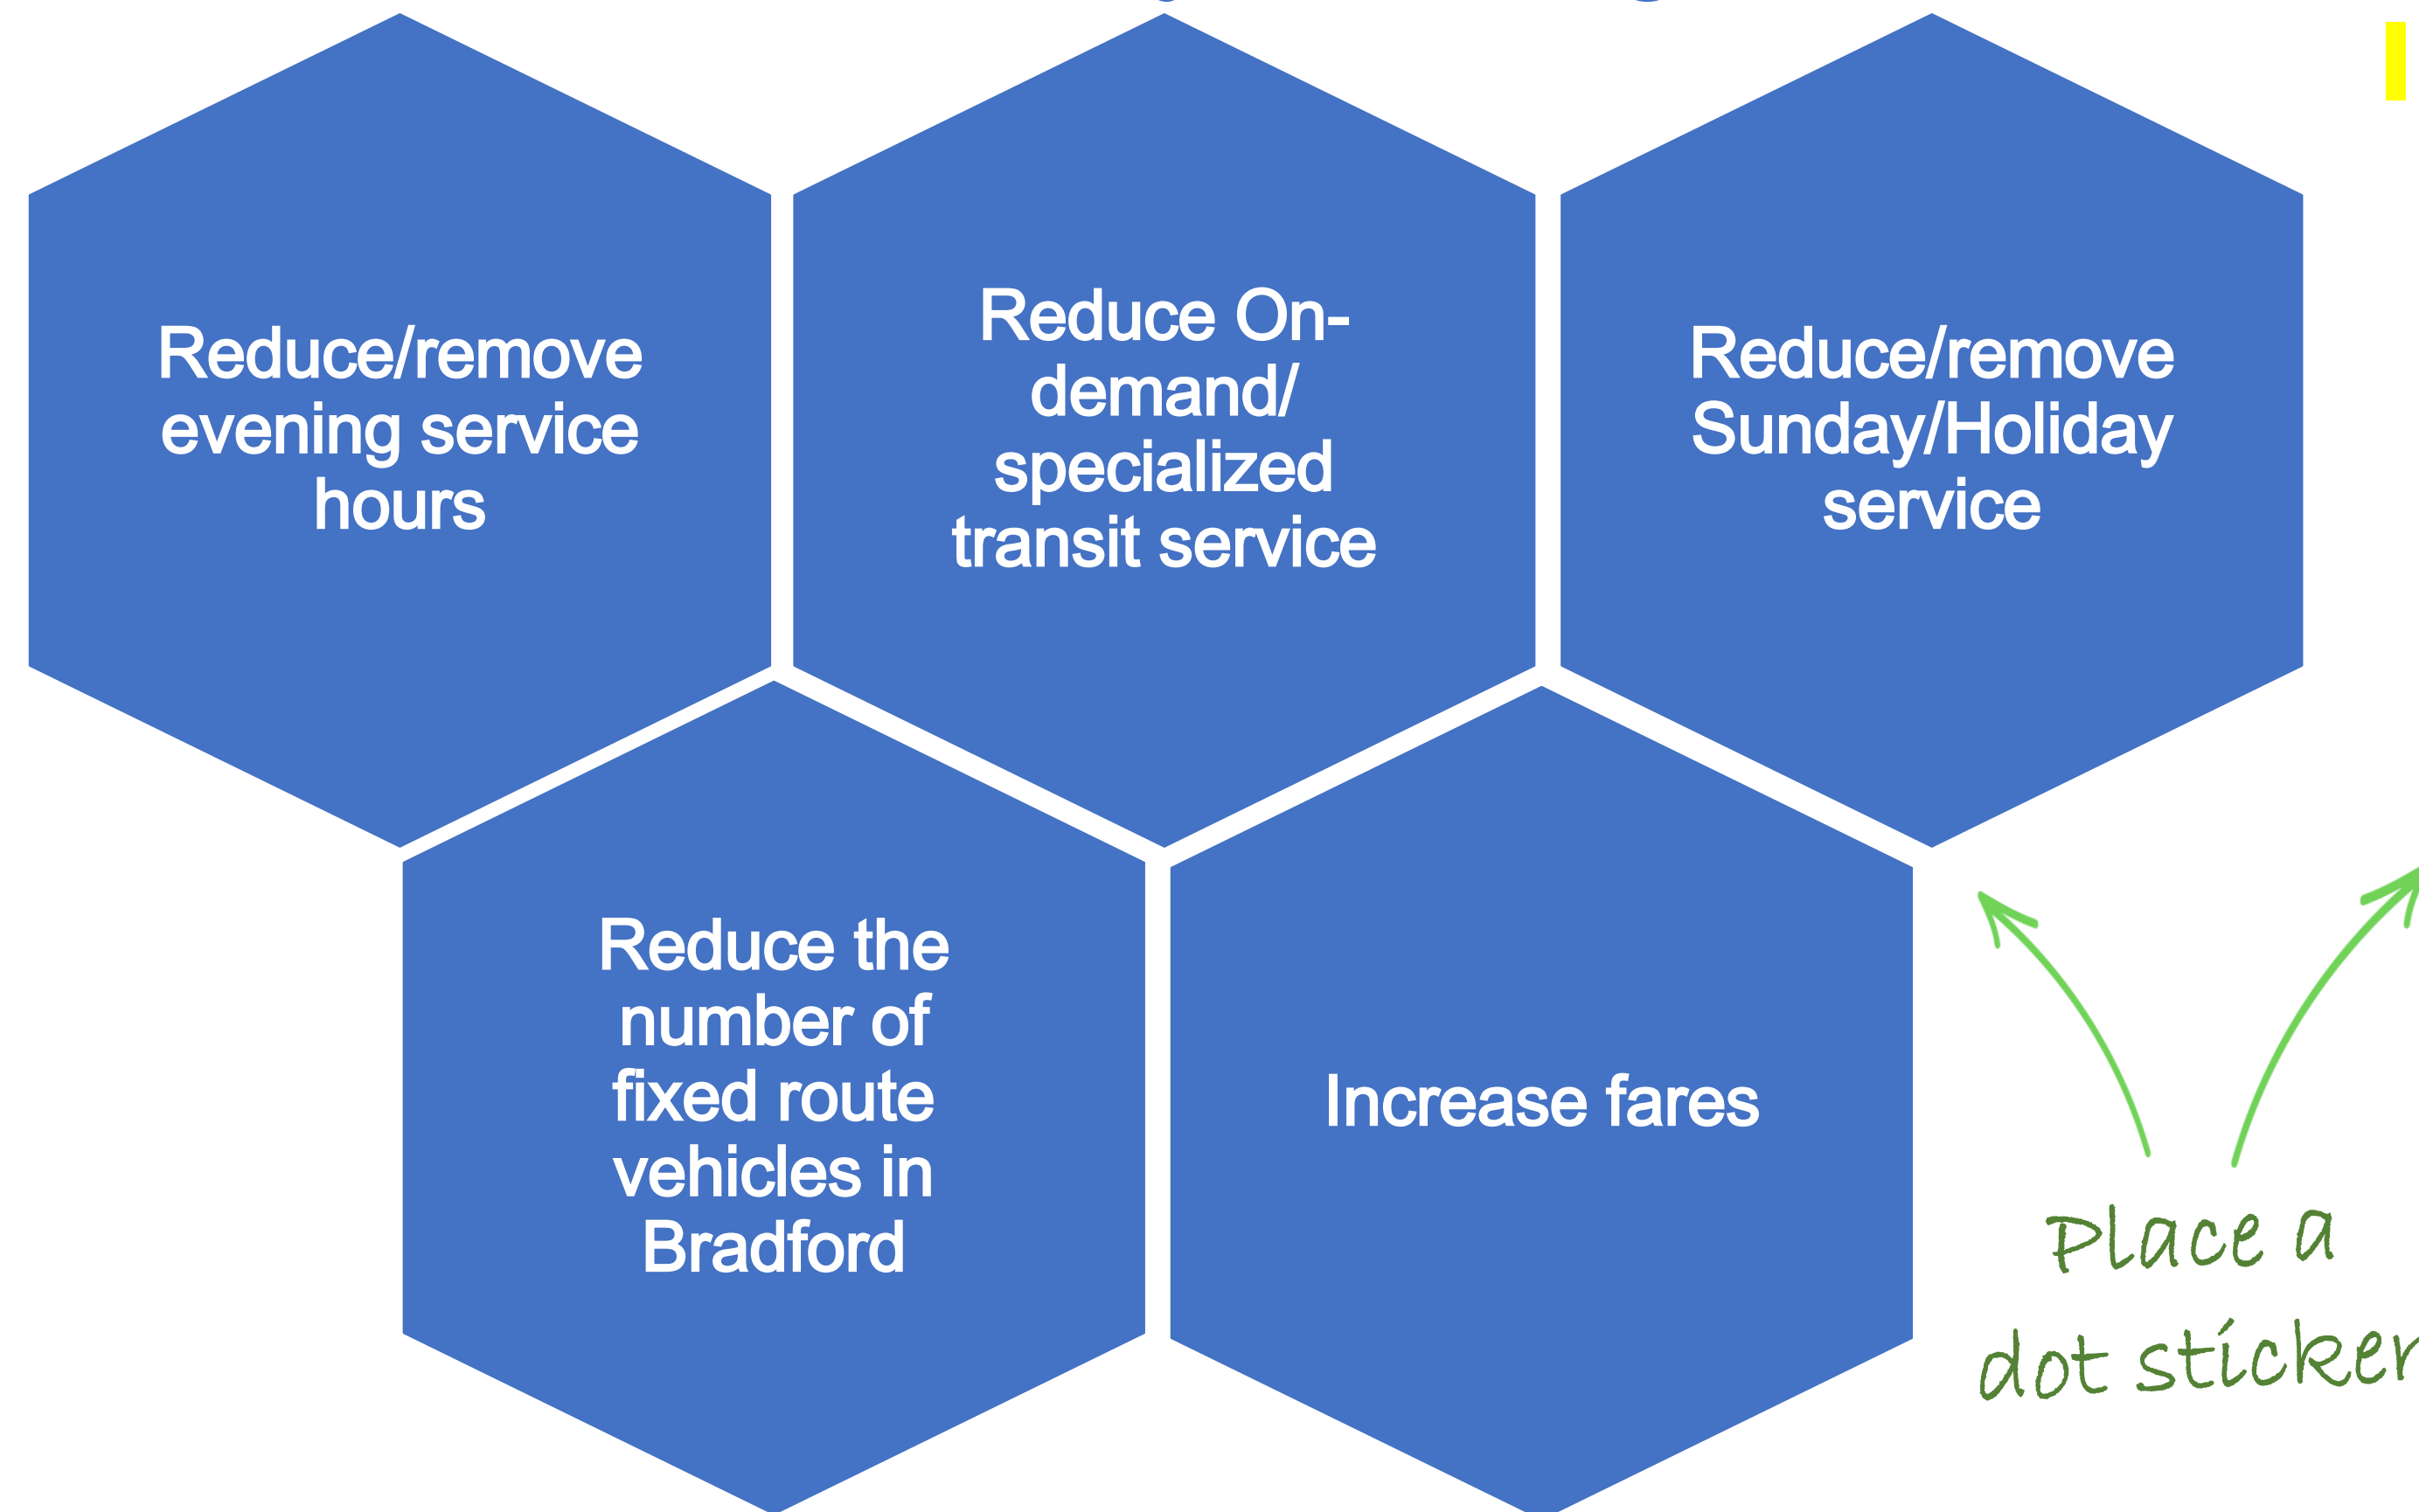 Reduce/remove
evening service
hours
Reduce On-
demand/
specialized
transit service
Reduce/remove
Sunday/Holiday
service
Reduce the
number of
fixed route
vehicles in
Bradford
Increase fares
Place a
dot sticker